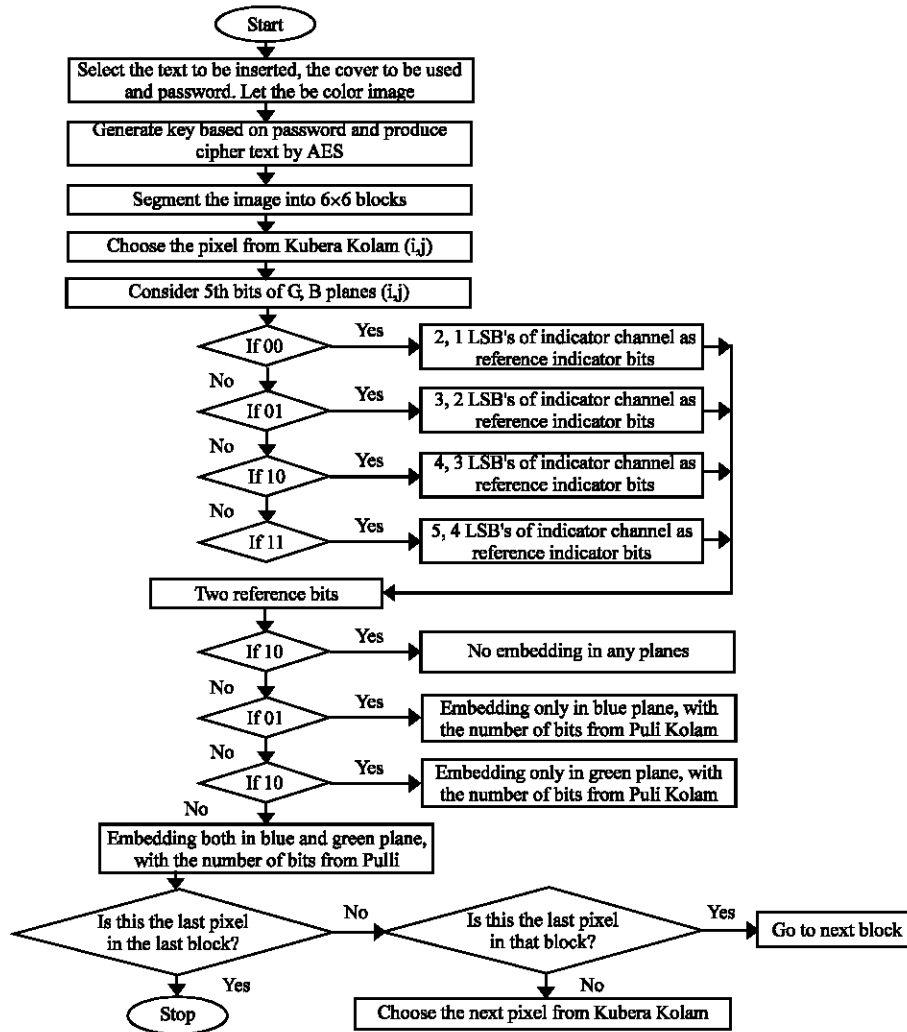 Start
Select the text to be inserted, the cover to be used
and password. Let the be color image
Generate key based on password and produce
cipher text by AES
Segment the image into 6×6 blocks
Choose the pixel from Kubera Kolam (i,j)
Consider 5th bits of G, B planes (i,j)
If 00
Yes
2, 1 LSB's of indicator channel as
reference indicator bits
No
If 01
Yes
3, 2 LSB's of indicator channel as
reference indicator bits
No
If 10
Yes
4, 3 LSB's of indicator channel as
reference indicator bits
No
If 11
Yes
5, 4 LSB's of indicator channel as
reference indicator bits
Two reference bits
If 10
Yes
No embedding in any planes
No
If 01
Yes
Embedding only in blue plane, with
the number of bits from Puli Kolam
No
If 10
Yes
Embedding only in green plane, with
the number of bits from Puli Kolam
No
Embedding both in blue and green plane,
with the number of bits from Pulli
Is this the last pixel
in the last block?
No
Is this the last pixel
in that block?
Yes
Go to next block
Yes
Stop
No
Choose the next pixel from Kubera Kolam